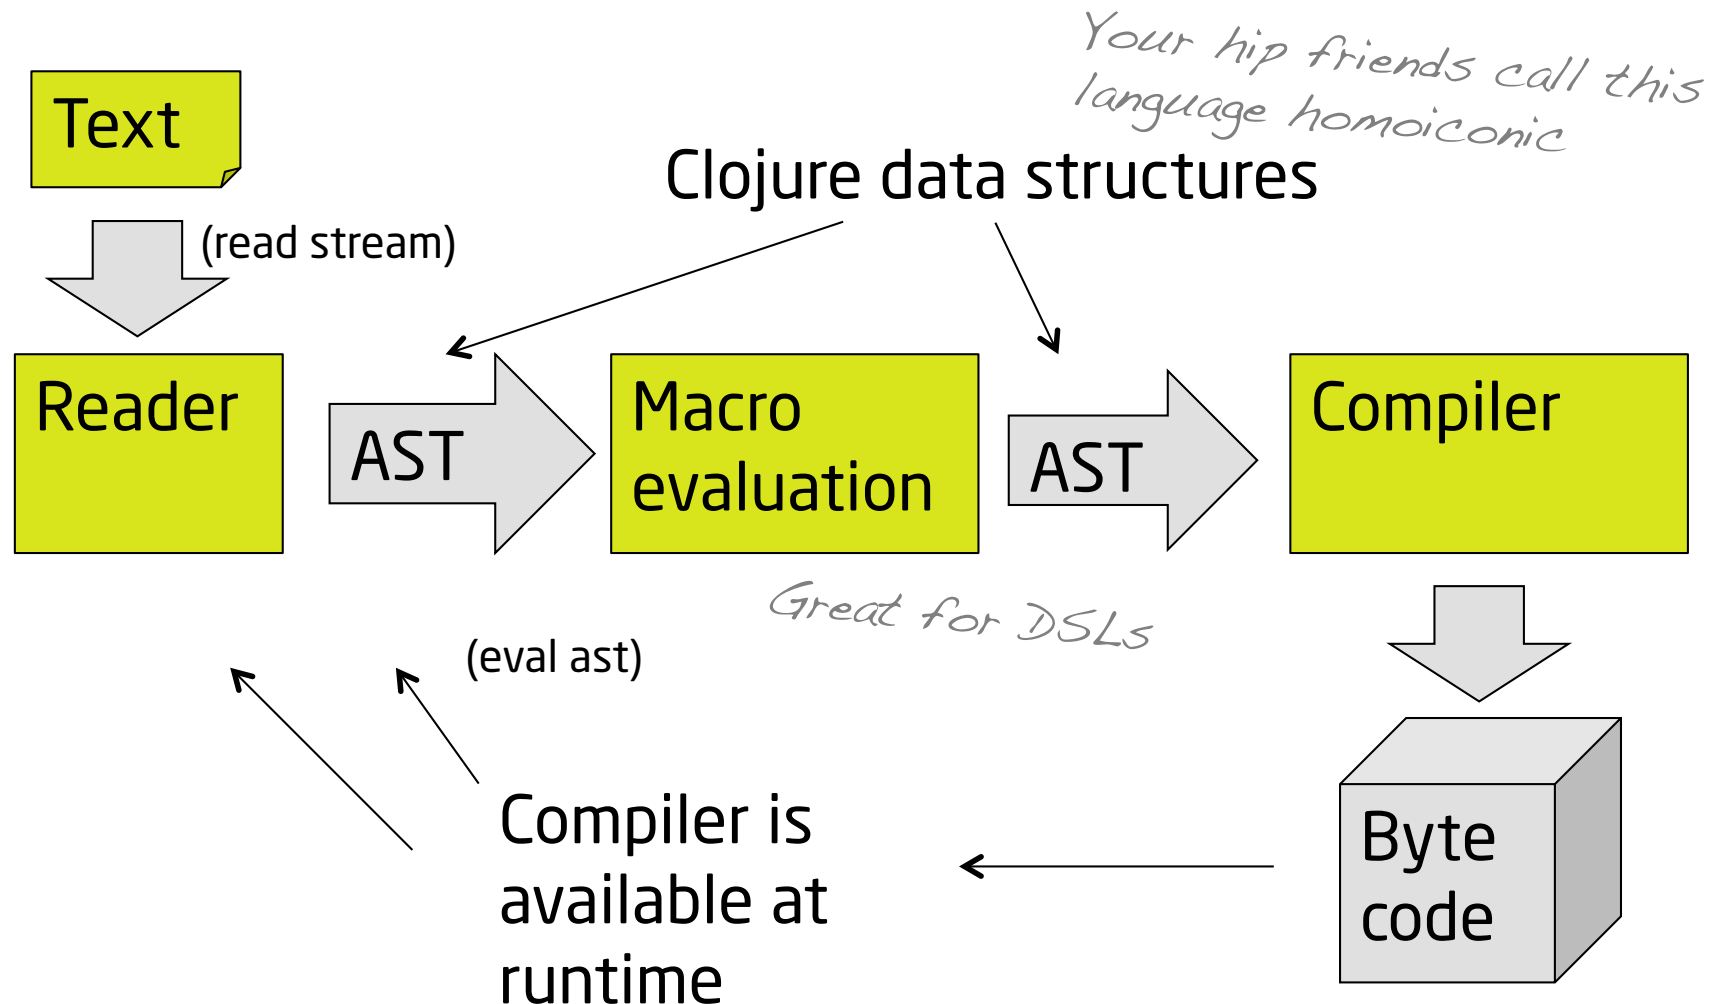 Your hip friends call this
language homoiconic
Text
Clojure data structures
(read stream)
Reader
AST
Macro
evaluation
AST
Compiler
Great for DSLs
(eval ast)
Compiler is
available at
runtime
Byte
code